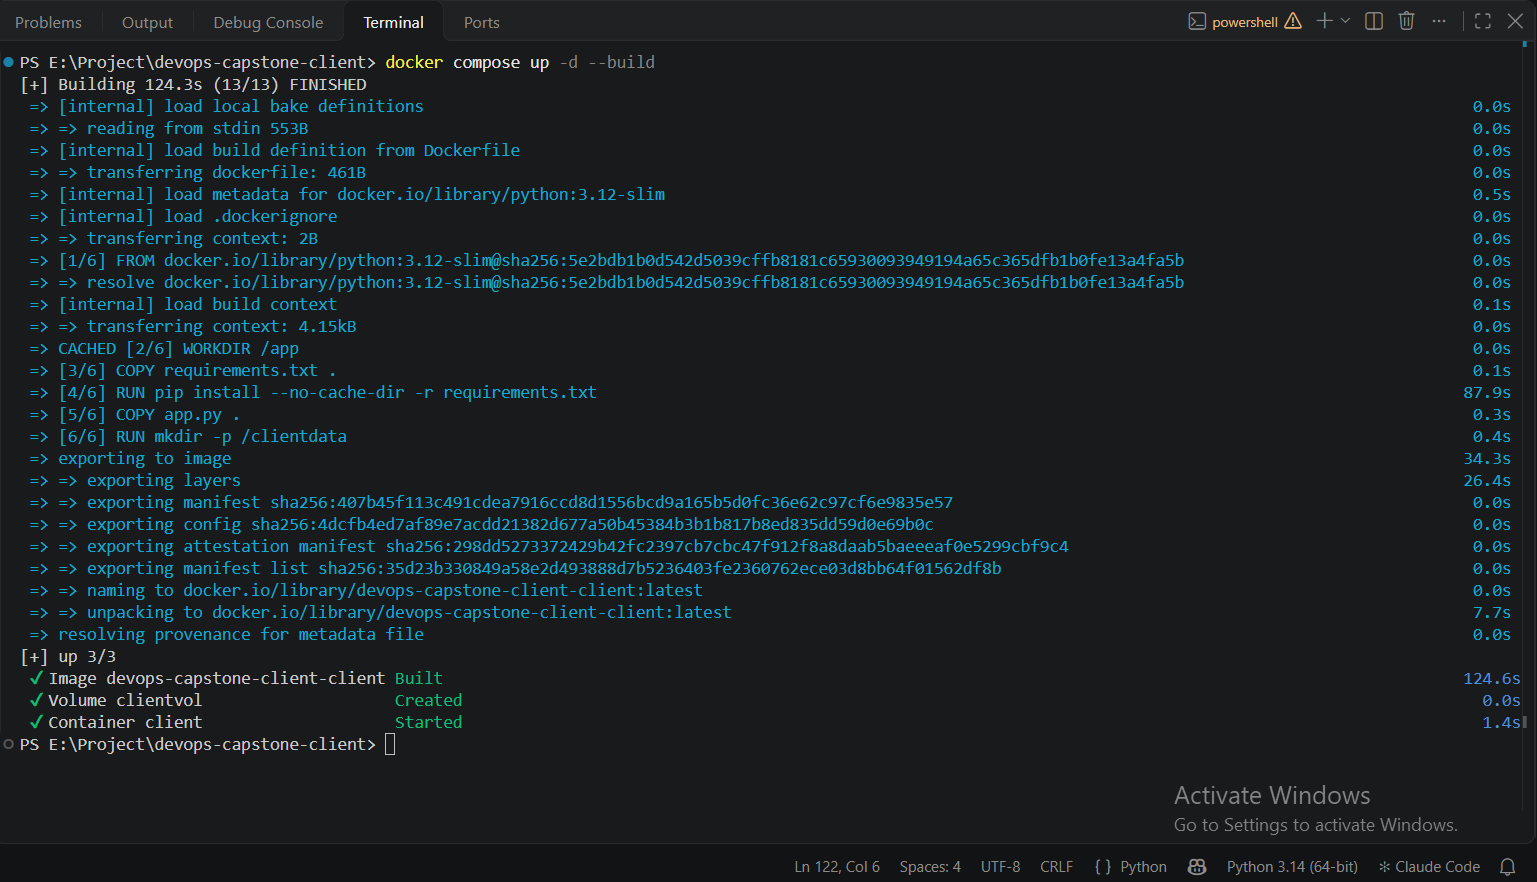 Problems Output Debug Console Terminal Ports powershell
PS E:\Project\devops-capstone-client> docker compose up -d --build
[+] Building 124.3s (13/13) FINISHED
=> [internal] load local bake definitions 0.0s
=> => reading from stdin 553B 0.0s
=> [internal] load build definition from Dockerfile 0.0s
=> => transferring dockerfile: 461B 0.0s
=> [internal] load metadata for docker.io/library/python:3.12-slim 0.5s
=> [internal] load .dockerignore 0.0s
=> => transferring context: 2B 0.0s
=> [1/6] FROM docker.io/library/python:3.12-slim@sha256:5e2bdb1b0d542d5039cffb8181c65930093949194a65c365dfb1b0fe13a4fa5b 0.0s
=> => resolve docker.io/library/python:3.12-slim@sha256:5e2bdb1b0d542d5039cffb8181c65930093949194a65c365dfb1b0fe13a4fa5b 0.0s
=> [internal] load build context 0.1s
=> => transferring context: 4.15kB 0.0s
=> CACHED [2/6] WORKDIR /app 0.0s
=> [3/6] COPY requirements.txt . 0.1s
=> [4/6] RUN pip install --no-cache-dir -r requirements.txt 87.9s
=> [5/6] COPY app.py . 0.3s
=> [6/6] RUN mkdir -p /clientdata 0.4s
=> exporting to image 34.3s
=> => exporting layers 26.4s
=> => exporting manifest sha256:407b45f113c491cdea7916ccd8d1556bcd9a165b5d0fc36e62c97cf6e9835e57 0.0s
=> => exporting config sha256:4dcfb4ed7af89e7acdd21382d677a50b45384b3b1b817b8ed835dd59d0e69b0c 0.0s
=> => exporting attestation manifest sha256:298dd5273372429b42fc2397cb7cbc47f912f8a8daab5baeeeaf0e5299cbf9c4 0.0s
=> => exporting manifest list sha256:35d23b330849a58e2d493888d7b5236403fe2360762ece03d8bb64f01562df8b 0.0s
=> => naming to docker.io/library/devops-capstone-client-client:latest 0.0s
=> => unpacking to docker.io/library/devops-capstone-client-client:latest 7.7s
=> resolving provenance for metadata file 0.0s
[+] up 3/3
✓ Image devops-capstone-client-client Built 124.6s
✓ Volume clientvol Created 0.0s
✓ Container client Started 1.4s
PS E:\Project\devops-capstone-client>
Activate Windows
Go to Settings to activate Windows.
Ln 122, Col 6 Spaces: 4 UTF-8 CRLF { } Python Python 3.14 (64-bit) Claude Code